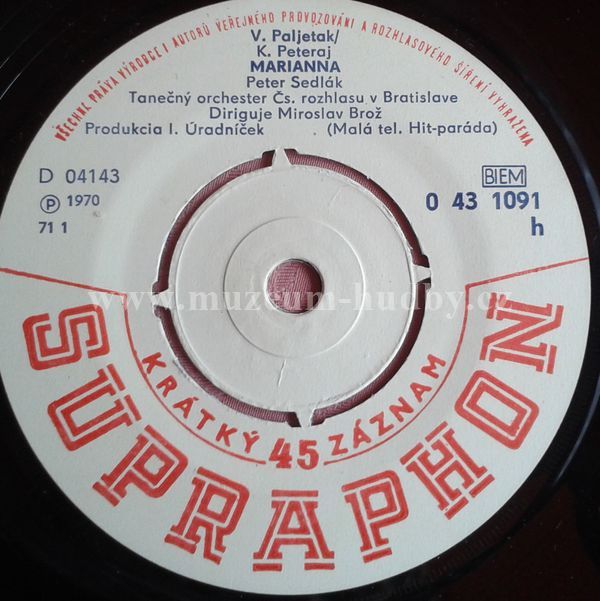 VŠECHNA PRÁVA VÝROBCE I AUTORŮ VEŘEJNÉHO PROVOZOVÁNÍ A ROZHLASOVÉHO ŠÍŘENÍ VYHRAŽENA
V. Paljetak/
K. Peteraj
MARIANNA
Peter Sedlák
Tanečný orchester Čs. rozhlasu v Bratislave
Diriguje Miroslav Brož
Produkcia I. Úradníček (Malá tel. Hit-paráda)
D 04143 BIEM
Ⓟ 1970 0 43 1091
71 1 h
www.muzeum-hudby.cz
KRÁTKÝ 45 ZÁZNAM
SUPRAPHON